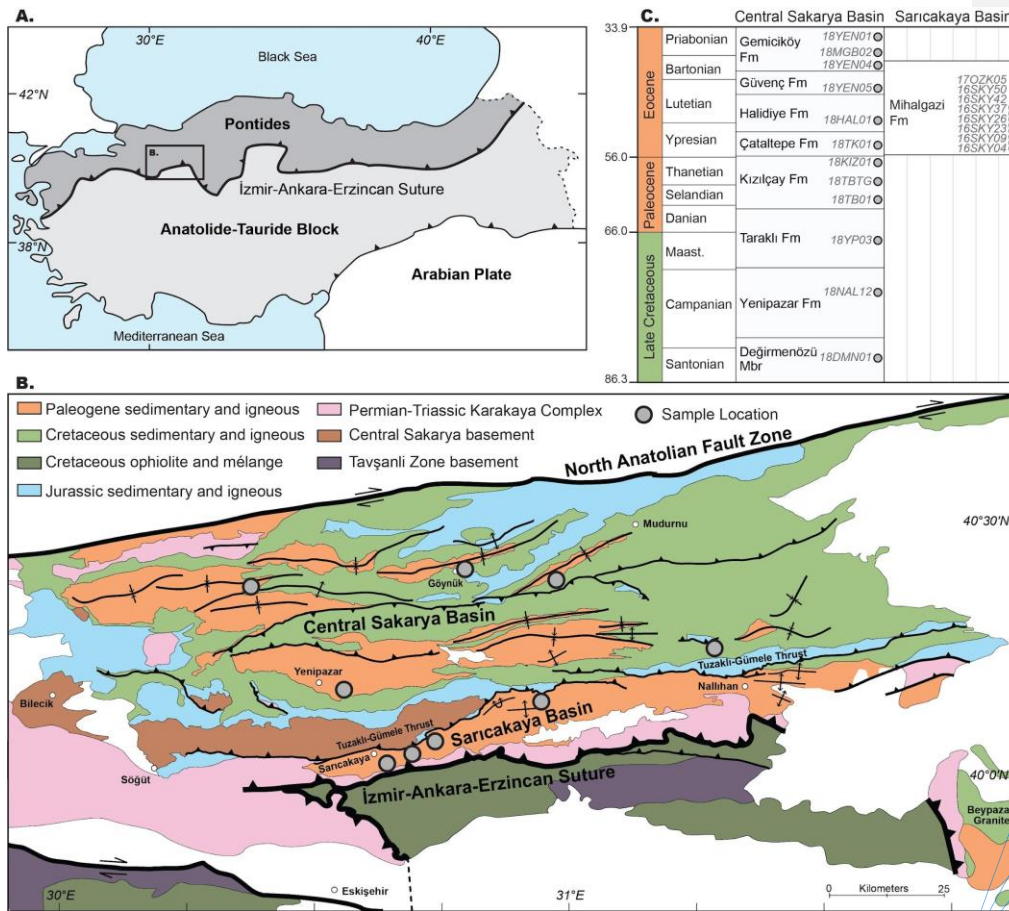 A.
30°E
40°E
Black Sea
42°N
Pontides
B.
İzmir-Ankara-Erzincan Suture
Anatolide-Tauride Block
38°N
Arabian Plate
Mediterranean Sea
C.
Central Sakarya Basin
Sarıcakaya Basin
33.9
56.0
66.0
86.3
Eocene
Paleocene
Late Cretaceous
Priabonian
Bartonian
Lutetian
Ypresian
Thanetian
Selandian
Danian
Maast.
Campanian
Santonian
Gemiciköy
Fm
18YEN01
18MGB02
18YEN04
Güvenç Fm
18YEN05
Halidiye Fm
18HAL01
Çataltepe Fm
18TK01
18KIZ01
Kızılçay Fm
18TBTG
18TB01
Taraklı Fm
18YP03
Yenipazar Fm
18NAL12
Değirmenözü
Mbr
18DMN01
Mihalgazi
Fm
17OZK05
16SKY50
16SKY42
16SKY37
16SKY26
16SKY23
16SKY09
16SKY04
B.
Paleogene sedimentary and igneous
Cretaceous sedimentary and igneous
Cretaceous ophiolite and mélange
Jurassic sedimentary and igneous
Permian-Triassic Karakaya Complex
Central Sakarya basement
Tavşanli Zone basement
Sample Location
North Anatolian Fault Zone
Mudurnu
40°30'N
Göynük
Central Sakarya Basin
Yenipazar
Tuzaklı-Gümele Thrust
Nallıhan
Bilecik
Tuzaklı-Gümele Thrust
Sarıcakaya Basin
Sarıcakaya
Söğüt
İzmir-Ankara-Erzincan Suture
40°0'N
Beypaza
Granite
30°E
Eskişehir
31°E
0 Kilometers 25